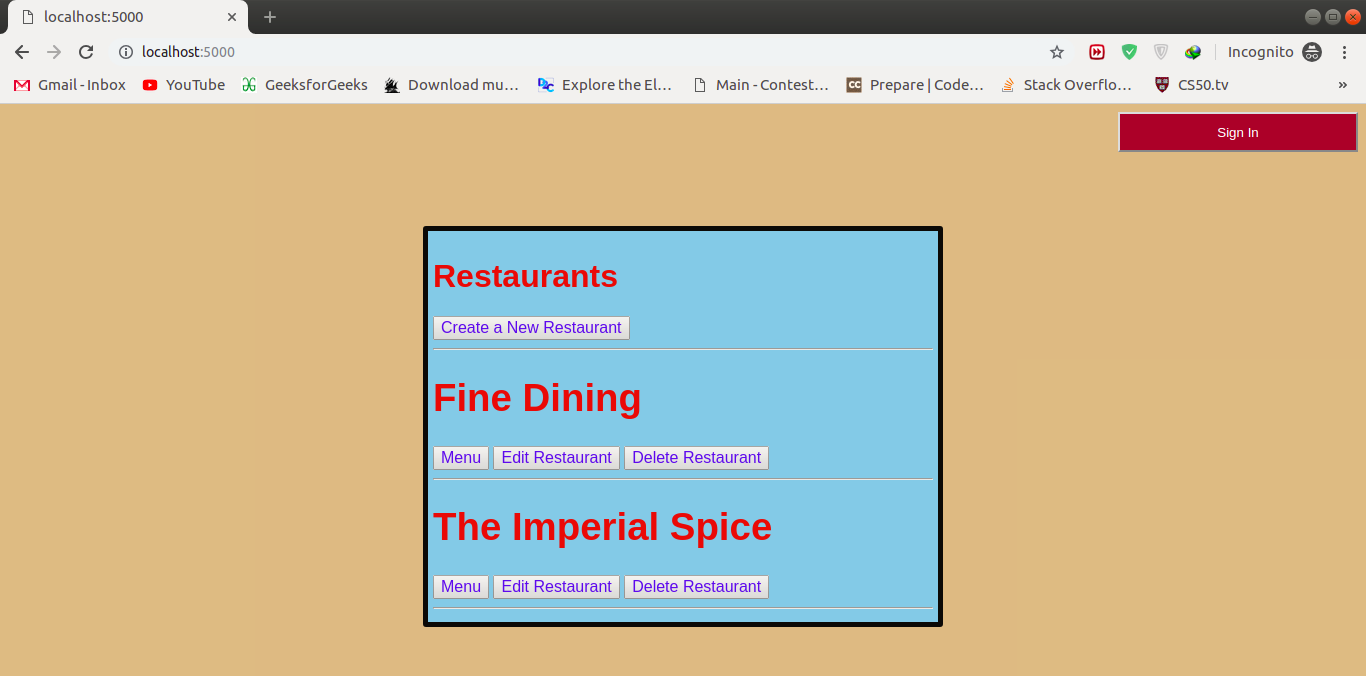 localhost:5000
localhost:5000 Incognito
Gmail - Inbox YouTube GeeksforGeeks Download mu... Explore the El... Main - Contest... Prepare | Code... Stack Overflo... CS50.tv »
Sign In
Restaurants
Create a New Restaurant
Fine Dining
Menu Edit Restaurant Delete Restaurant
The Imperial Spice
Menu Edit Restaurant Delete Restaurant